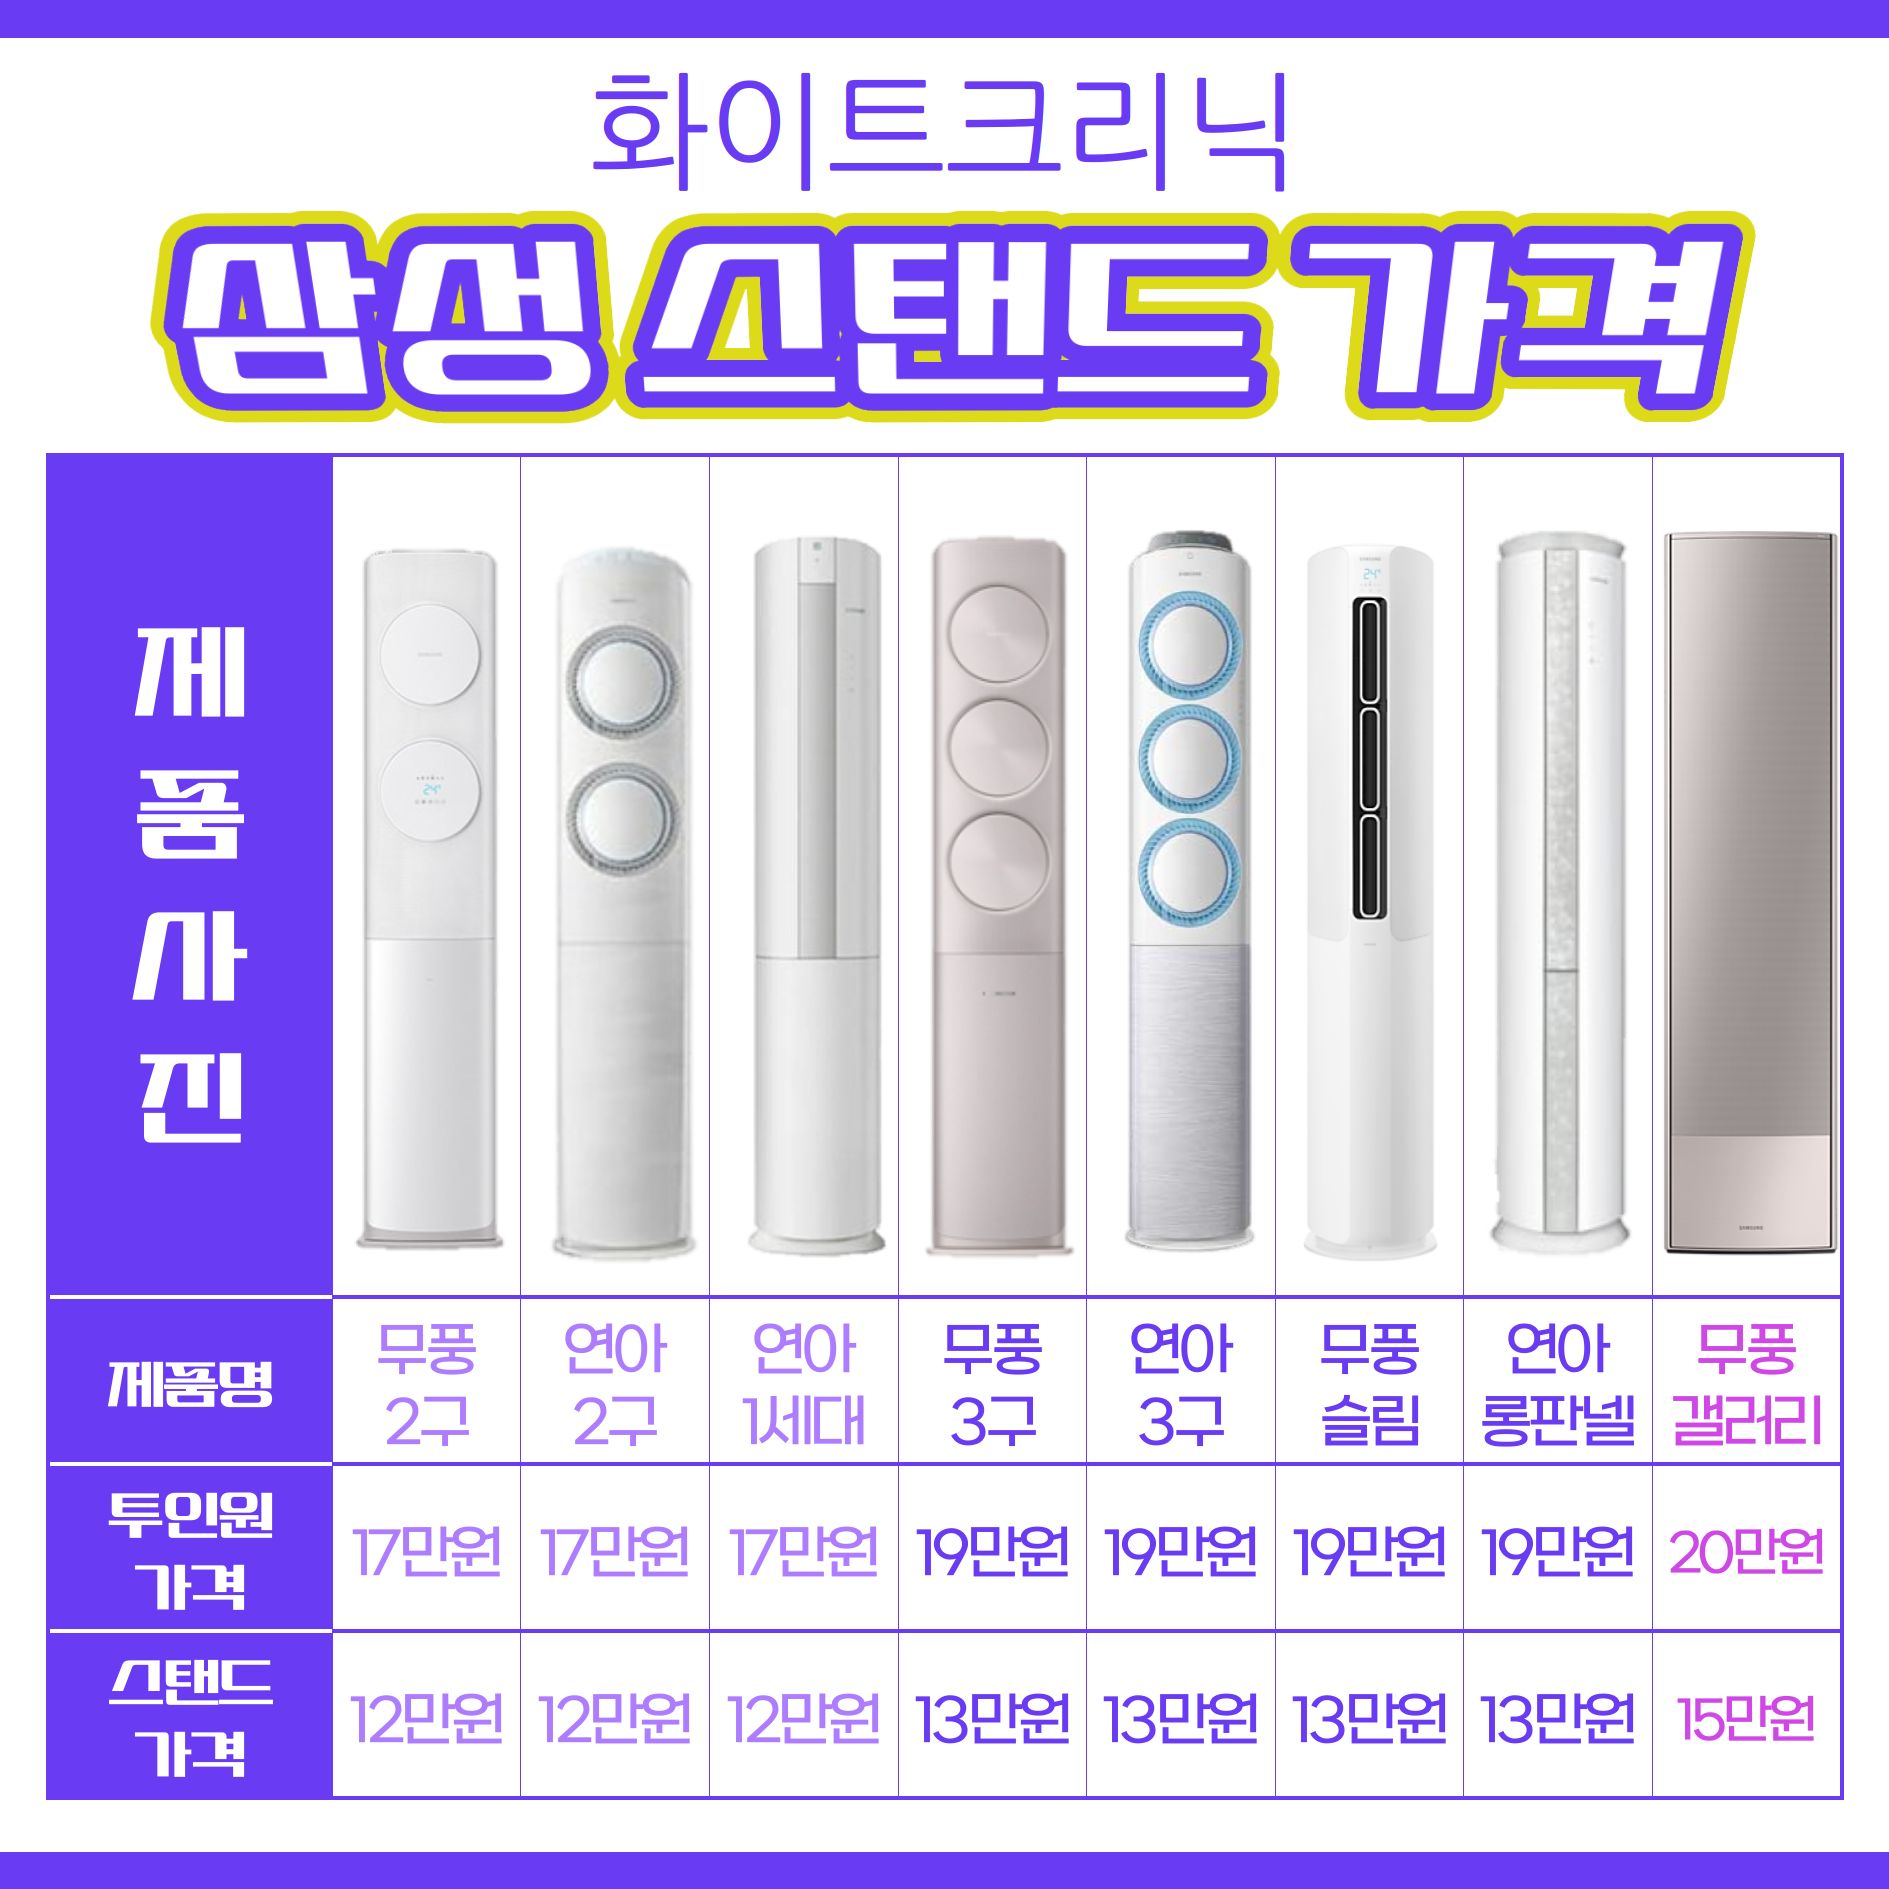 화이트크리닉
삼성 스탠드 가격
제
품
사
진
SAMSUNG
24°
SAMSUNG
SAMSUNG
24°
SAMSUNG
제품명
무풍
2구
연아
2구
연아
1세대
무풍
3구
연아
3구
무풍
슬림
연아
롱판넬
무풍
갤러리
투인원
가격
17만원 17만원 17만원 19만원 19만원 19만원 19만원 20만원
스탠드
가격
12만원 12만원 12만원 13만원 13만원 13만원 13만원 15만원